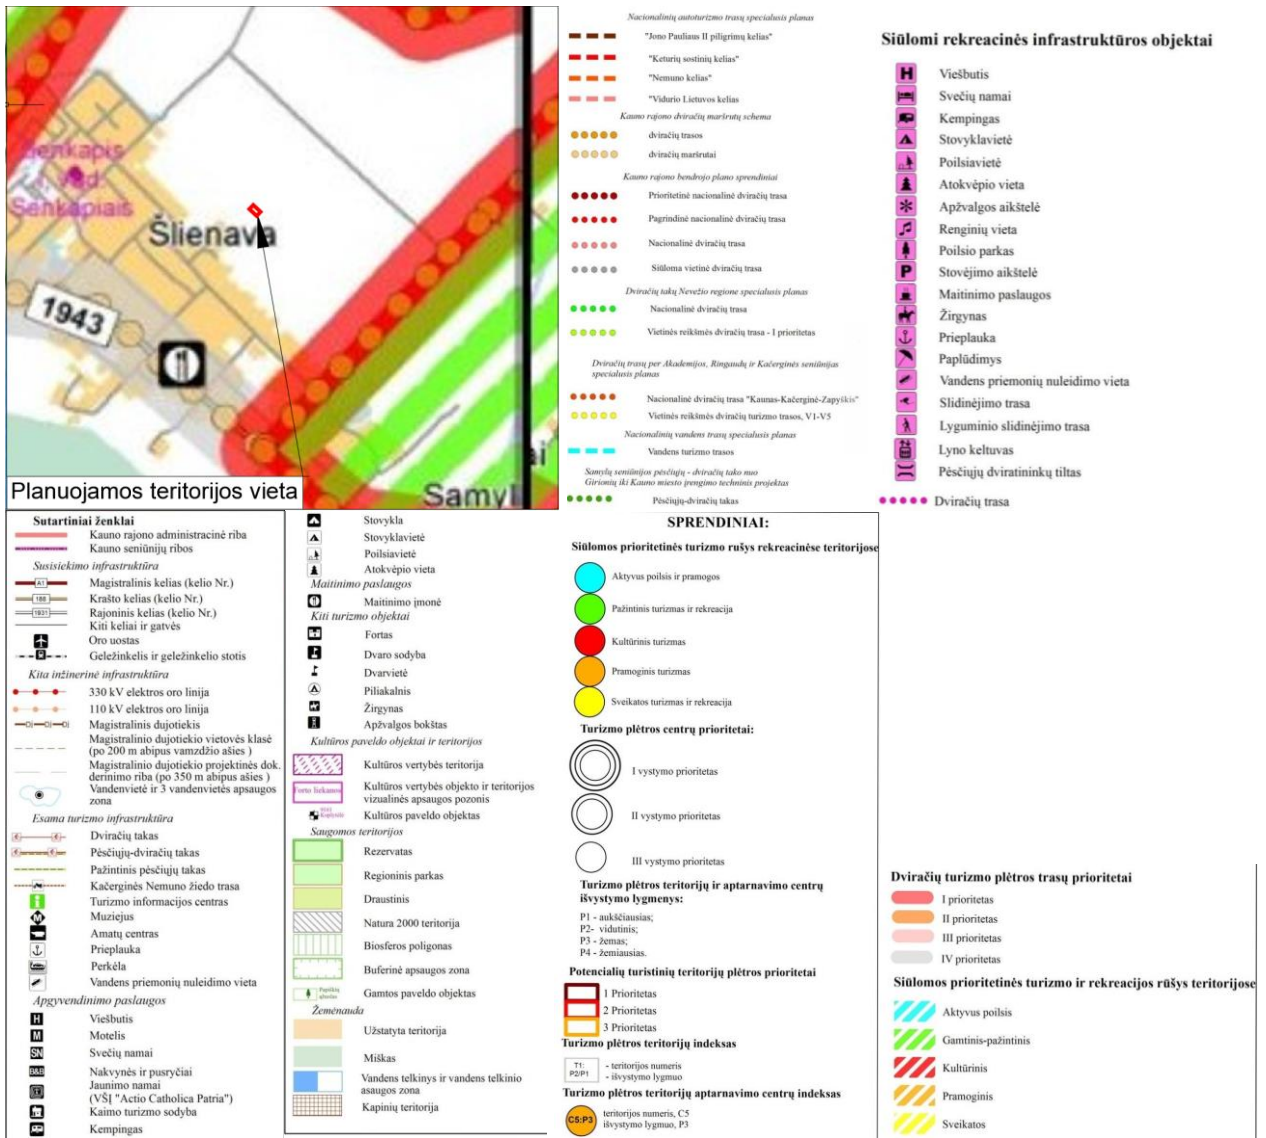 Senkapis
Senkapiais
Šlienava
1943
Samyl
ai
Planuojamos teritorijos vieta
Nacionalinių autoturizmo trasų specialusis planas
"Jono Pauliaus II piligrimų kelias"
"Keturių sostinių kelias"
"Nemuno kelias"
"Vidurio Lietuvos kelias
Kauno rajono dviračių maršrutų schema
dviračių trasos
dviračių maršrutai
Kauno rajono bendrojo plano sprendiniai
Prioritetinė nacionalinė dviračių trasa
Pagrindinė nacionalinė dviračių trasa
Nacionalinė dviračių trasa
Siūloma vietinė dviračių trasa
Dviračių takų Nevėžio regione specialusis planas
Nacionalinė dviračių trasa
Vietinės reikšmės dviračių trasa - I prioritetas
Dviračių trasų per Akademijos, Ringaudų ir Kačerginės seniūnijas
specialusis planas
Nacionalinė dviračių trasa "Kaunas-Kačerginė-Zapyškis"
Vietinės reikšmės dviračių turizmo trasos, V1-V5
Nacionalinių vandens trasų specialusis planas
Vandens turizmo trasos
Samylų seniūnijos pėsčiųjų - dviračių tako nuo
Girionių iki Kauno miesto įrengimo techninis projektas
Pėsčiųjų-dviračių takas
Siūlomi rekreacinės infrastruktūros objektai
H Viešbutis
Svečių namai
Kempingas
Stovyklavietė
Poilsiavietė
Atokvėpio vieta
Apžvalgos aikštelė
Renginių vieta
Poilsio parkas
P Stovėjimo aikštelė
Maitinimo paslaugos
Žirgynas
Prieplauka
Paplūdimys
Vandens priemonių nuleidimo vieta
Slidinėjimo trasa
Lyguminio slidinėjimo trasa
Lyno keltuvas
Pėsčiųjų dviratininkų tiltas
Dviračių trasa
Sutartiniai ženklai
Kauno rajono administracinė riba
Kauno seniūnijų ribos
Susisiekimo infrastruktūra
A1 Magistralinis kelias (kelio Nr.)
188 Krašto kelias (kelio Nr.)
1931 Rajoninis kelias (kelio Nr.)
Kiti keliai ir gatvės
Oro uostas
Geležinkelis ir geležinkelio stotis
Kita inžinerinė infrastruktūra
330 kV elektros oro linija
110 kV elektros oro linija
Magistralinis dujotiekis
Magistralinio dujotiekio vietovės klasė
(po 200 m abipus vamzdžio ašies )
Magistralinio dujotiekio projektinės dok.
derinimo riba (po 350 m abipus ašies )
Vandenvietė ir 3 vandenvietės apsaugos
zona
Esama turizmo infrastruktūra
Dviračių takas
Pėsčiųjų-dviračių takas
Pažintinis pėsčiųjų takas
Kačerginės Nemuno žiedo trasa
i Turizmo informacijos centras
M Muziejus
Amatų centras
Prieplauka
Perkėla
Vandens priemonių nuleidimo vieta
Apgyvendinimo paslaugos
H Viešbutis
M Motelis
SN Svečių namai
B&B Nakvynės ir pusryčiai
Jaunimo namai
(VŠĮ "Actio Catholica Patria")
Kaimo turizmo sodyba
Kempingas
Stovykla
Stovyklavietė
Poilsiavietė
Atokvėpio vieta
Maitinimo paslaugos
Maitinimo įmonė
Kiti turizmo objektai
Fortas
Dvaro sodyba
Dvarvietė
Piliakalnis
Žirgynas
Apžvalgos bokštas
Kultūros paveldo objektai ir teritorijos
Kultūros vertybės teritorija
Forto liekanos Kultūros vertybės objekto ir teritorijos
vizualinės apsaugos pozonis
Kultūros paveldo objektas
Saugomos teritorijos
Rezervatas
Regioninis parkas
Draustinis
Natura 2000 teritorija
Biosferos poligonas
Buferinė apsaugos zona
Gamtos paveldo objektas
Žemėnauda
Užstatyta teritorija
Miškas
Vandens telkinys ir vandens telkinio
asaugos zona
Kapinių teritorija
SPRENDINIAI:
Siūlomos prioritetinės turizmo rušys rekreacinėse teritorijose
Aktyvus poilsis ir pramogos
Pažintinis turizmas ir rekreacija
Kultūrinis turizmas
Pramoginis turizmas
Sveikatos turizmas ir rekreacija
Turizmo plėtros centrų prioritetai:
I vystymo prioritetas
II vystymo prioritetas
III vystymo prioritetas
Turizmo plėtros teritorijų ir aptarnavimo centrų
išvystymo lygmenys:
P1 - aukščiausias;
P2- vidutinis;
P3 - žemas;
P4 - žemiausias.
Potencialių turistinių teritorijų plėtros prioritetai
1 Prioritetas
2 Prioritetas
3 Prioritetas
Turizmo plėtros teritorijų indeksas
T1: - teritorijos numeris
P2/P1 - išvystymo lygmuo
Turizmo plėtros teritorijų aptarnavimo centrų indeksas
C5:P3 teritorijos numeris, C5
išvystymo lygmuo, P3
Dviračių turizmo plėtros trasų prioritetai
I prioritetas
II prioritetas
III prioritetas
IV prioritetas
Siūlomos prioritetinės turizmo ir rekreacijos rūšys teritorijose
Aktyvus poilsis
Gamtinis-pažintinis
Kultūrinis
Pramoginis
Sveikatos